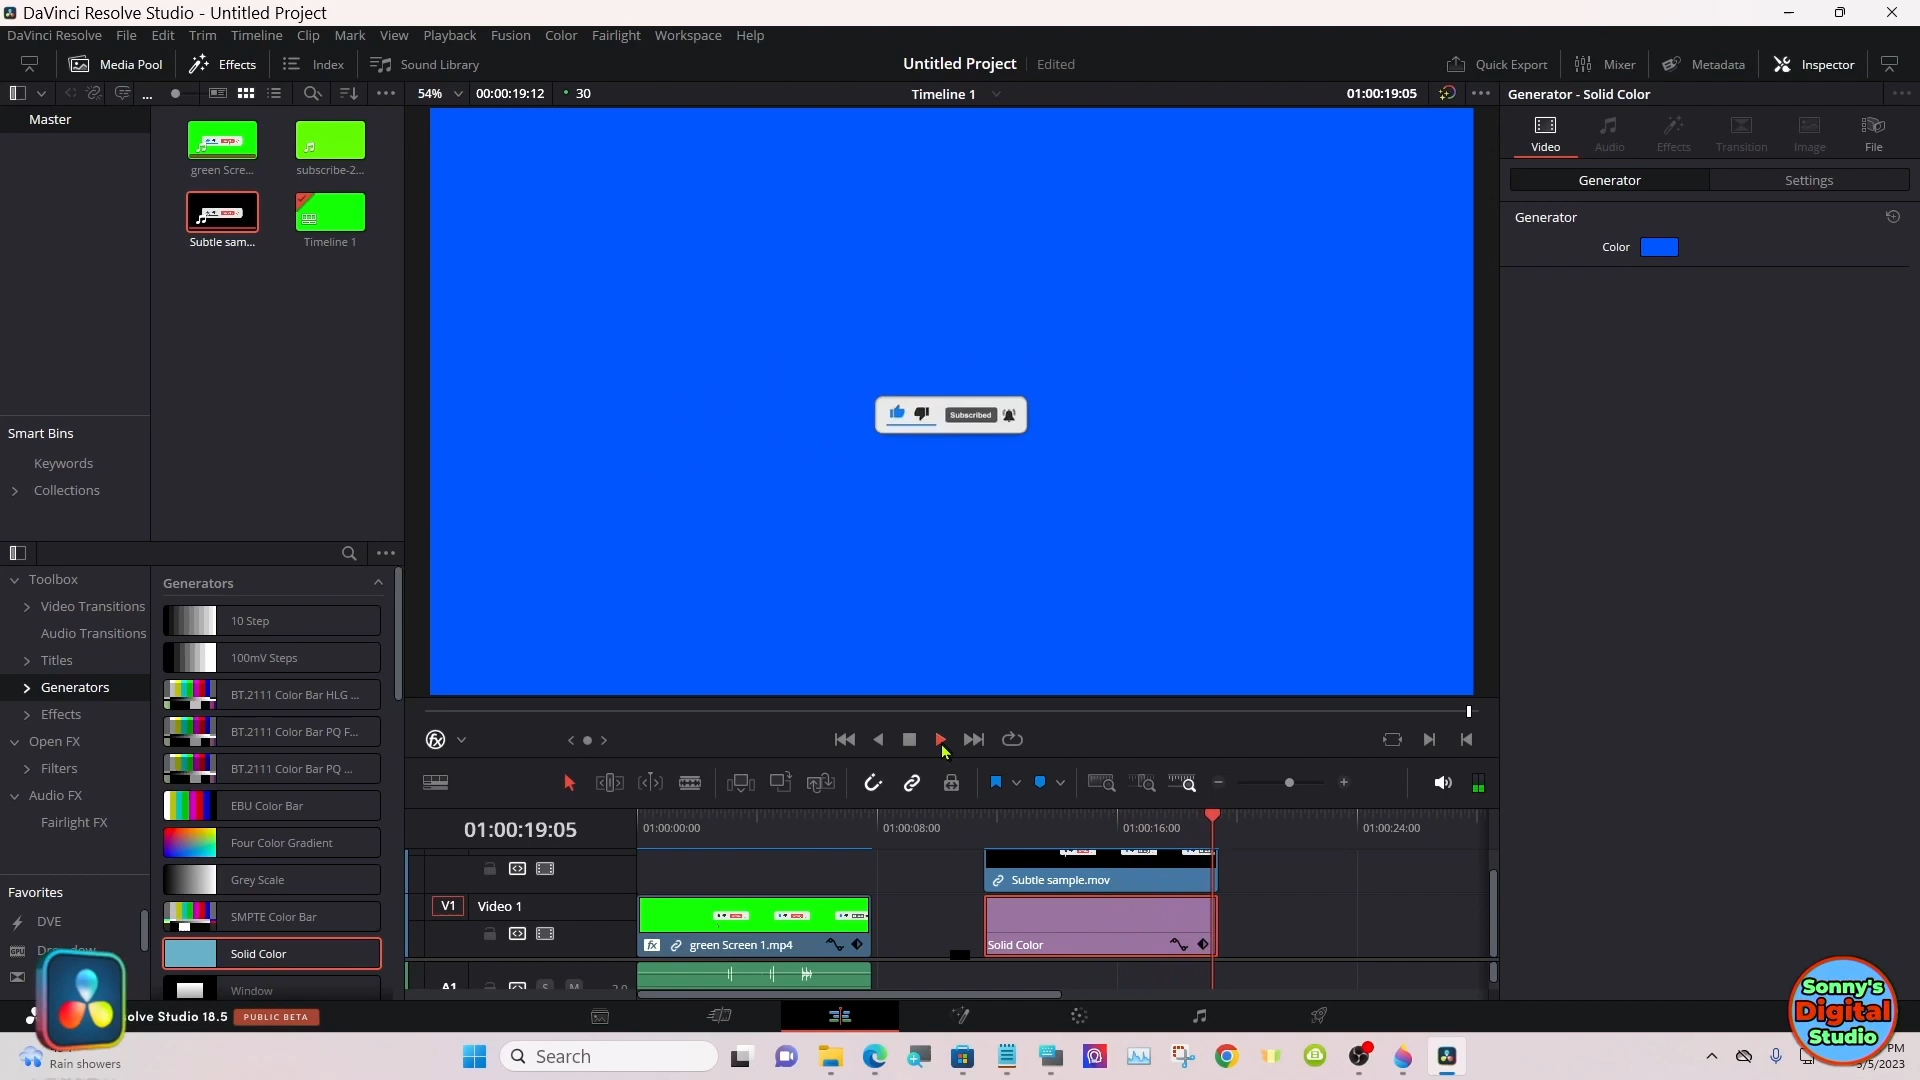 DaVinci Resolve Studio - Untitled Project
DaVinci Resolve File Edit Trim Timeline Clip Mark View Playback Fusion Color Fairlight Workspace Help
Media Pool Effects Index Sound Library Untitled Project Edited Quick Export Mixer Metadata Inspector
... 54% 00:00:19:12 30 Timeline 1 01:00:19:05 Generator - Solid Color
Master
green Scre... subscribe-2...
Subtle sam... Timeline 1
Video Audio Effects Transition Image File
Generator Settings
Generator
Color
Subscribed
Smart Bins
Keywords
Collections
Toolbox
Video Transitions
Audio Transitions
Titles
Generators
Effects
Open FX
Filters
Audio FX
Fairlight FX
Favorites
DVE
Generators
10 Step
100mV Steps
BT.2111 Color Bar HLG ...
BT.2111 Color Bar PQ F...
BT.2111 Color Bar PQ ...
EBU Color Bar
Four Color Gradient
Grey Scale
SMPTE Color Bar
Solid Color
Window
01:00:19:05
01:00:00:00 01:00:08:00 01:00:16:00 01:00:24:00
Subtle sample.mov
V1 Video 1
fx green Screen 1.mp4 Solid Color
A1 S M 2.0
olve Studio 18.5 PUBLIC BETA
Rain showers
Search
PM
5/5/2023
Sonny's
Digital
Studio